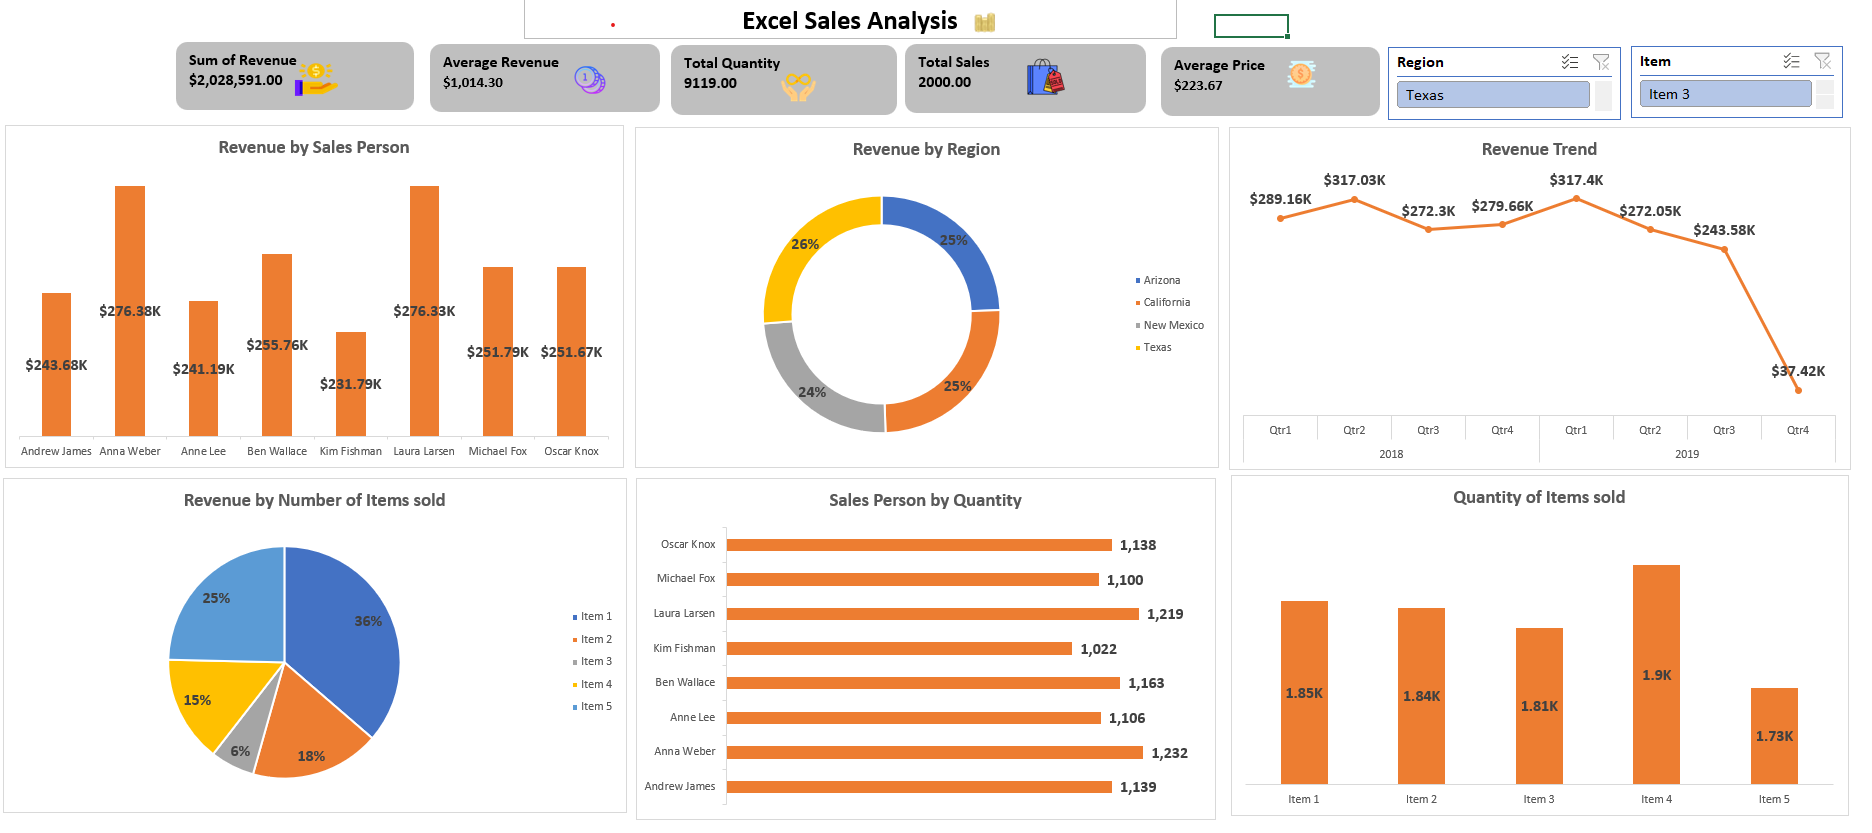 Excel Sales Analysis
Sum of Revenue
$2,028,591.00
Average Revenue
$1,014.30
Total Quantity
9119.00
Total Sales
2000.00
Average Price
$223.67
Region
Texas
Item
Item 3
Revenue by Sales Person
$243.68K
$276.38K
$241.19K
$255.76K
$231.79K
$276.33K
$251.79K
$251.67K
Andrew James
Anna Weber
Anne Lee
Ben Wallace
Kim Fishman
Laura Larsen
Michael Fox
Oscar Knox
Revenue by Region
26%
25%
24%
25%
Arizona
California
New Mexico
Texas
Revenue Trend
$289.16K
$317.03K
$272.3K
$279.66K
$317.4K
$272.05K
$243.58K
$37.42K
Qtr1
Qtr2
Qtr3
Qtr4
Qtr1
Qtr2
Qtr3
Qtr4
2018
2019
Revenue by Number of Items sold
25%
36%
15%
6%
18%
Item 1
Item 2
Item 3
Item 4
Item 5
Sales Person by Quantity
Oscar Knox 1,138
Michael Fox 1,100
Laura Larsen 1,219
Kim Fishman 1,022
Ben Wallace 1,163
Anne Lee 1,106
Anna Weber 1,232
Andrew James 1,139
Quantity of Items sold
1.85K
1.84K
1.81K
1.9K
1.73K
Item 1
Item 2
Item 3
Item 4
Item 5